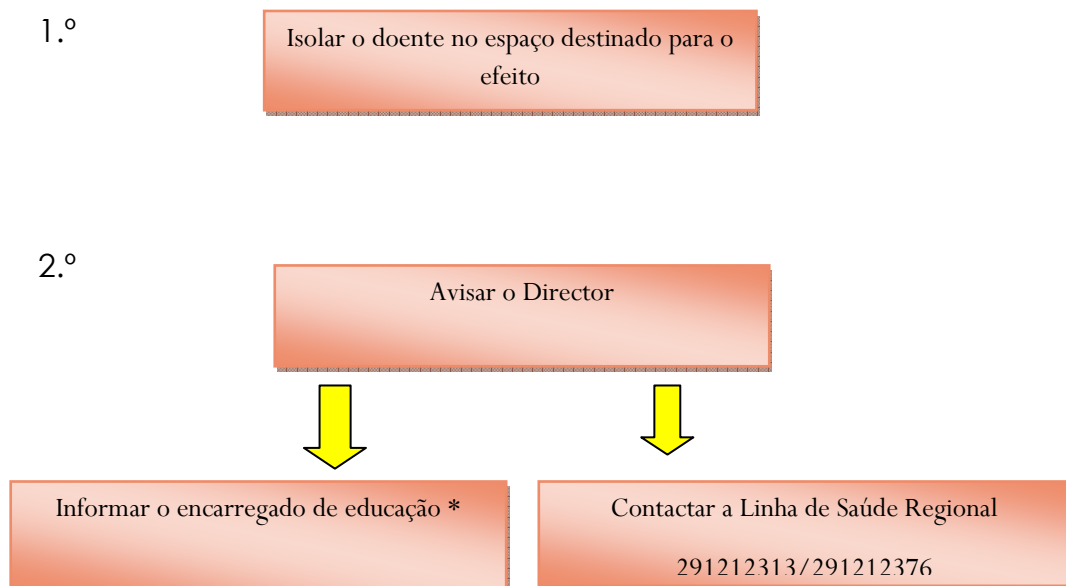 1.º
Isolar o doente no espaço destinado para o
efeito
2.º
Avisar o Director
Informar o encarregado de educação *
Contactar a Linha de Saúde Regional
291212313/291212376